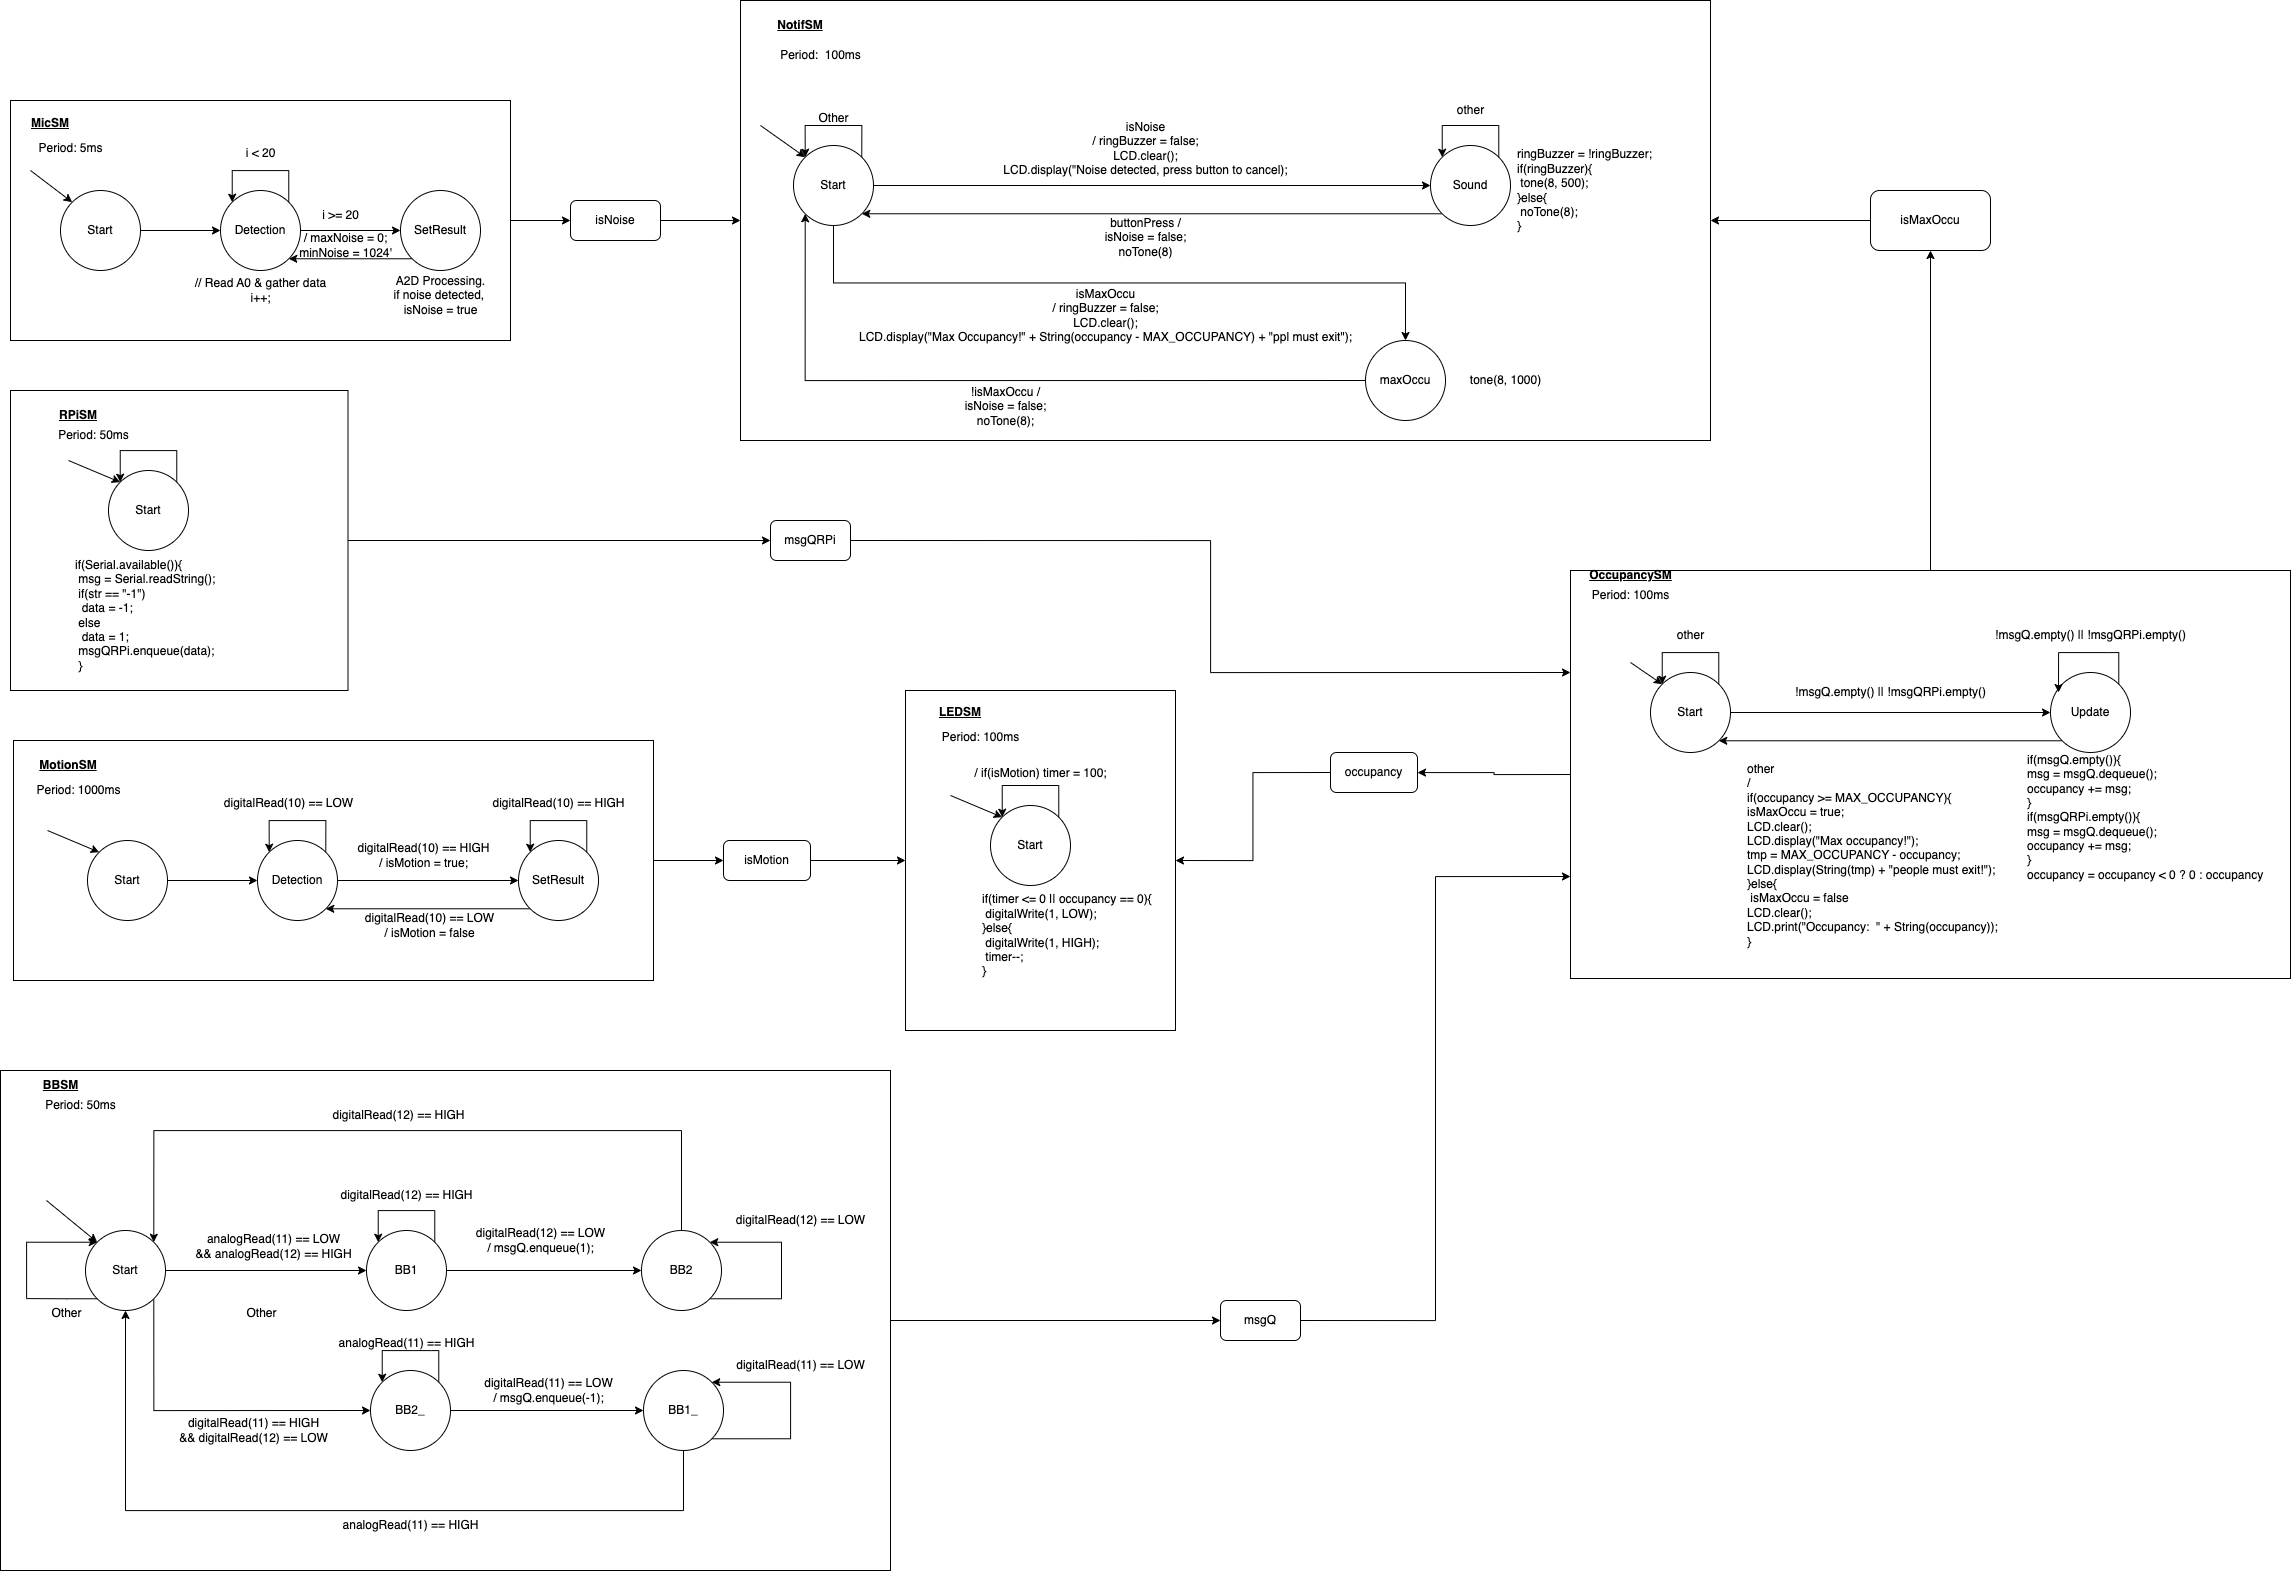 NotifSM
Period:  100ms
Other
isNoise
/ ringBuzzer = false;
LCD.clear();
LCD.display("Noise detected, press button to cancel);
other
Start
Sound
ringBuzzer = !ringBuzzer;
if(ringBuzzer){
tone(8, 500);
}else{
noTone(8);
}
buttonPress /
isNoise = false;
noTone(8)
isMaxOccu
/ ringBuzzer = false;
LCD.clear();
LCD.display("Max Occupancy!" + String(occupancy - MAX_OCCUPANCY) + "ppl must exit");
maxOccu
tone(8, 1000)
!isMaxOccu /
isNoise = false;
noTone(8);
MicSM
Period: 5ms
i < 20
Start
Detection
i >= 20
/ maxNoise = 0;
minNoise = 1024'
SetResult
// Read A0 & gather data
i++;
A2D Processing.
if noise detected,
isNoise = true
isNoise
isMaxOccu
RPiSM
Period: 50ms
Start
if(Serial.available()){
msg = Serial.readString();
if(str == "-1")
data = -1;
else
data = 1;
msgQRPi.enqueue(data);
}
msgQRPi
OccupancySM
Period: 100ms
other
!msgQ.empty() || !msgQRPi.empty()
!msgQ.empty() || !msgQRPi.empty()
Start
Update
other
/
if(occupancy >= MAX_OCCUPANCY){
isMaxOccu = true;
LCD.clear();
LCD.display("Max occupancy!");
tmp = MAX_OCCUPANCY - occupancy;
LCD.display(String(tmp) + "people must exit!");
}else{
isMaxOccu = false
LCD.clear();
LCD.print("Occupancy:  " + String(occupancy));
}
if(msgQ.empty()){
msg = msgQ.dequeue();
occupancy += msg;
}
if(msgQRPi.empty()){
msg = msgQ.dequeue();
occupancy += msg;
}
occupancy = occupancy < 0 ? 0 : occupancy
MotionSM
Period: 1000ms
digitalRead(10) == LOW
digitalRead(10) == HIGH
digitalRead(10) == HIGH
/ isMotion = true;
Start
Detection
SetResult
digitalRead(10) == LOW
/ isMotion = false
isMotion
LEDSM
Period: 100ms
/ if(isMotion) timer = 100;
Start
if(timer <= 0 || occupancy == 0){
digitalWrite(1, LOW);
}else{
digitalWrite(1, HIGH);
timer--;
}
occupancy
BBSM
Period: 50ms
digitalRead(12) == HIGH
digitalRead(12) == HIGH
digitalRead(12) == LOW
analogRead(11) == LOW
&& analogRead(12) == HIGH
digitalRead(12) == LOW
/ msgQ.enqueue(1);
Start
BB1
BB2
Other
Other
analogRead(11) == HIGH
digitalRead(11) == LOW
digitalRead(11) == LOW
/ msgQ.enqueue(-1);
BB2_
BB1_
digitalRead(11) == HIGH
&& digitalRead(12) == LOW
analogRead(11) == HIGH
msgQ